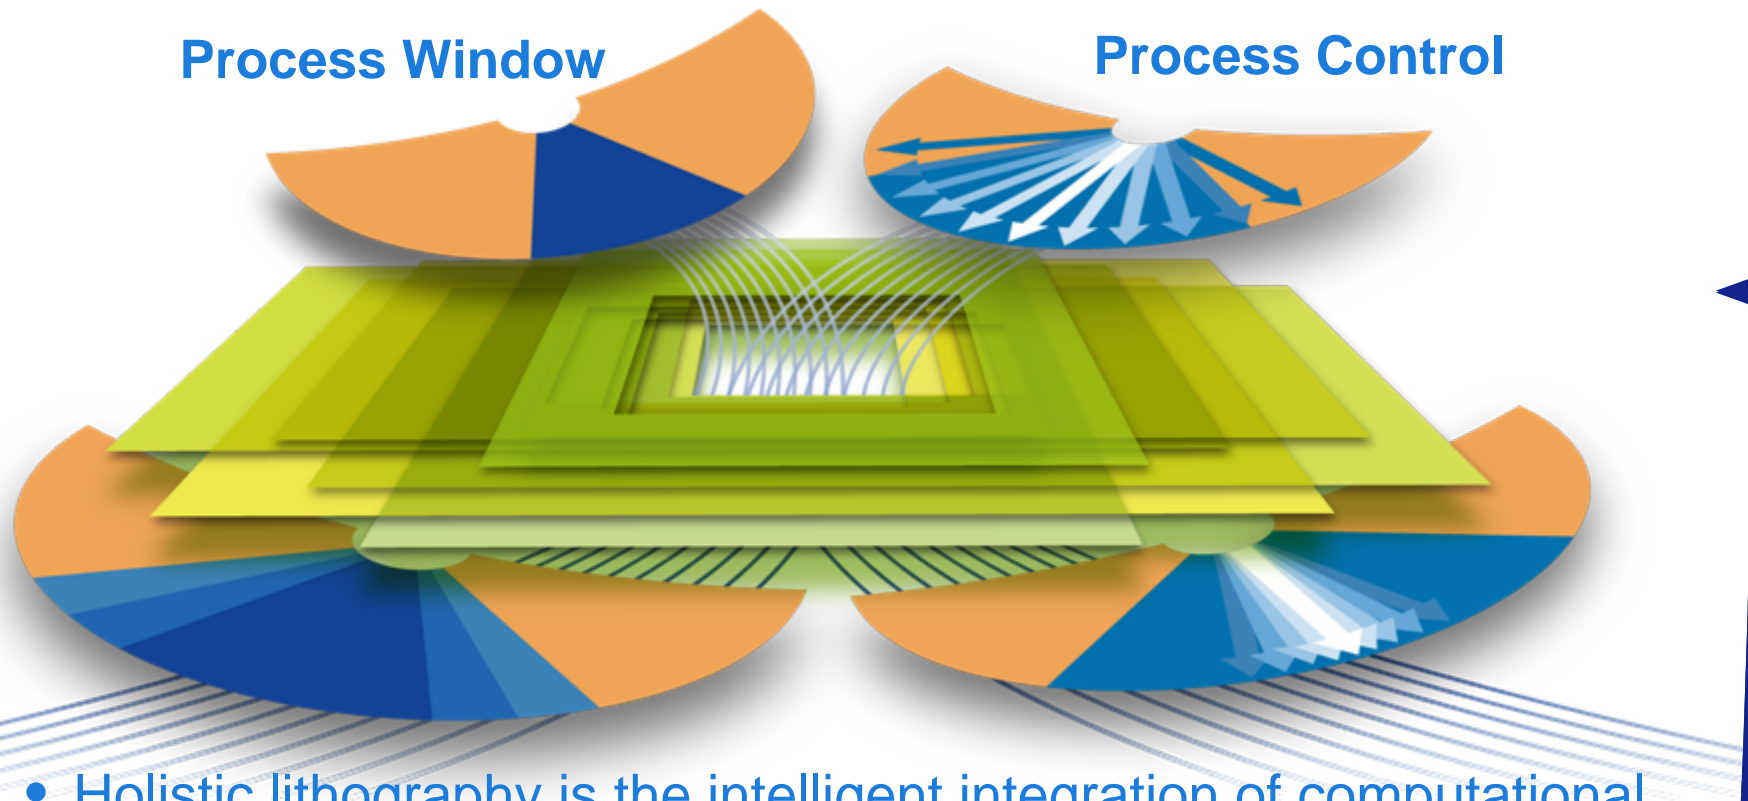 Process Window
Process Control
• Holistic lithography is the intelligent integration of computational